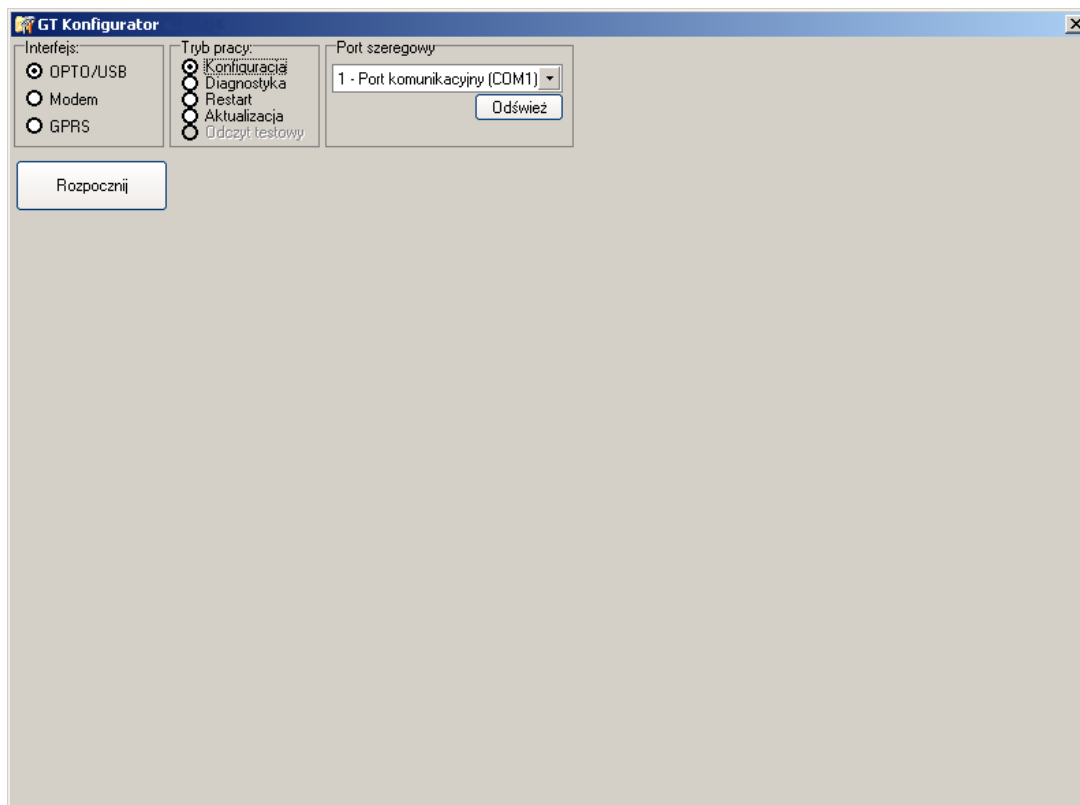 GT Konfigurator
Interfejs:
OPTO/USB
Modem
GPRS
Tryb pracy:
Konfiguracja
Diagnostyka
Restart
Aktualizacja
Odczyt testowy
Port szeregowy
1 - Port komunikacyjny (COM1)
Odśwież
Rozpocznij